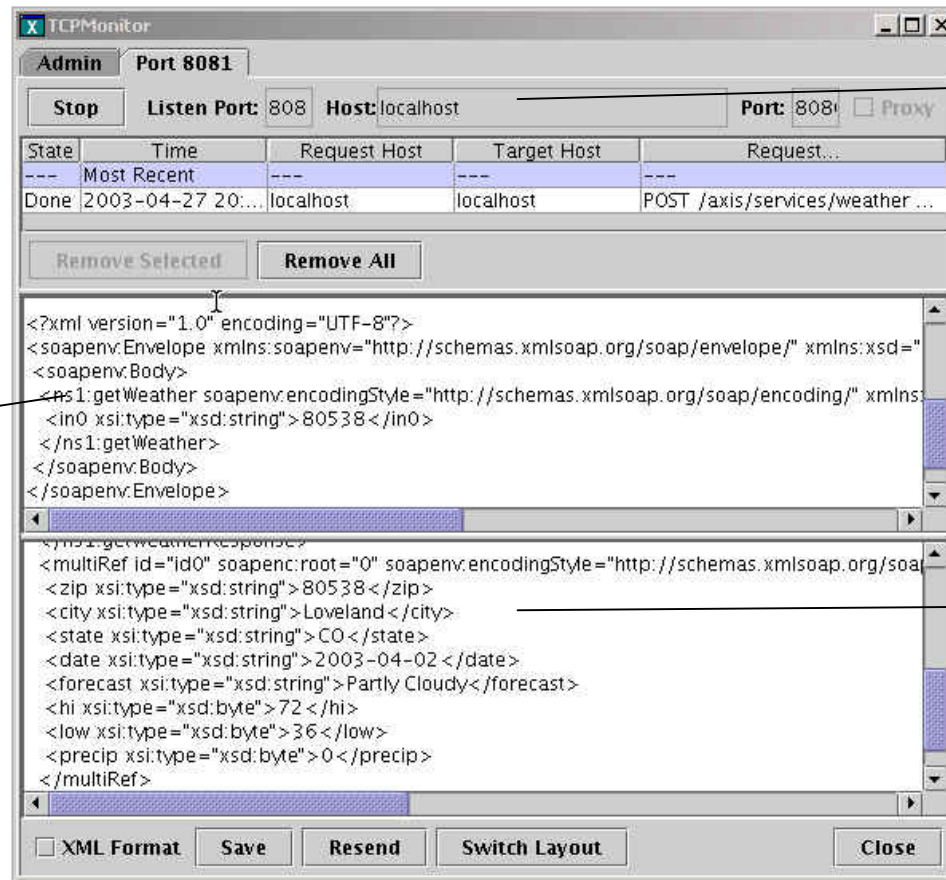 TCPMonitor
Admin Port 8081
Stop Listen Port: 808 Host: localhost Port: 808 Proxy
State Time Request Host Target Host Request...
--- Most Recent --- --- ---
Done 2003-04-27 20:... localhost localhost POST /axis/services/weather ...
Remove Selected Remove All
<?xml version="1.0" encoding="UTF-8"?>
<soapenv:Envelope xmlns:soapenv="http://schemas.xmlsoap.org/soap/envelope/" xmlns:xsd="
<soapenv:Body>
<ns1:getWeather soapenv:encodingStyle="http://schemas.xmlsoap.org/soap/encoding/" xmlns:
<in0 xsi:type="xsd:string">80538</in0>
</ns1:getWeather>
</soapenv:Body>
</soapenv:Envelope>
</ns1:getWeatherResponse>
<multiRef id="id0" soapenc:root="0" soapenv:encodingStyle="http://schemas.xmlsoap.org/soap
<zip xsi:type="xsd:string">80538</zip>
<city xsi:type="xsd:string">Loveland</city>
<state xsi:type="xsd:string">CO</state>
<date xsi:type="xsd:string">2003-04-02</date>
<forecast xsi:type="xsd:string">Partly Cloudy</forecast>
<hi xsi:type="xsd:byte">72</hi>
<low xsi:type="xsd:byte">36</low>
<precip xsi:type="xsd:byte">0</precip>
</multiRef>
XML Format Save Resend Switch Layout Close